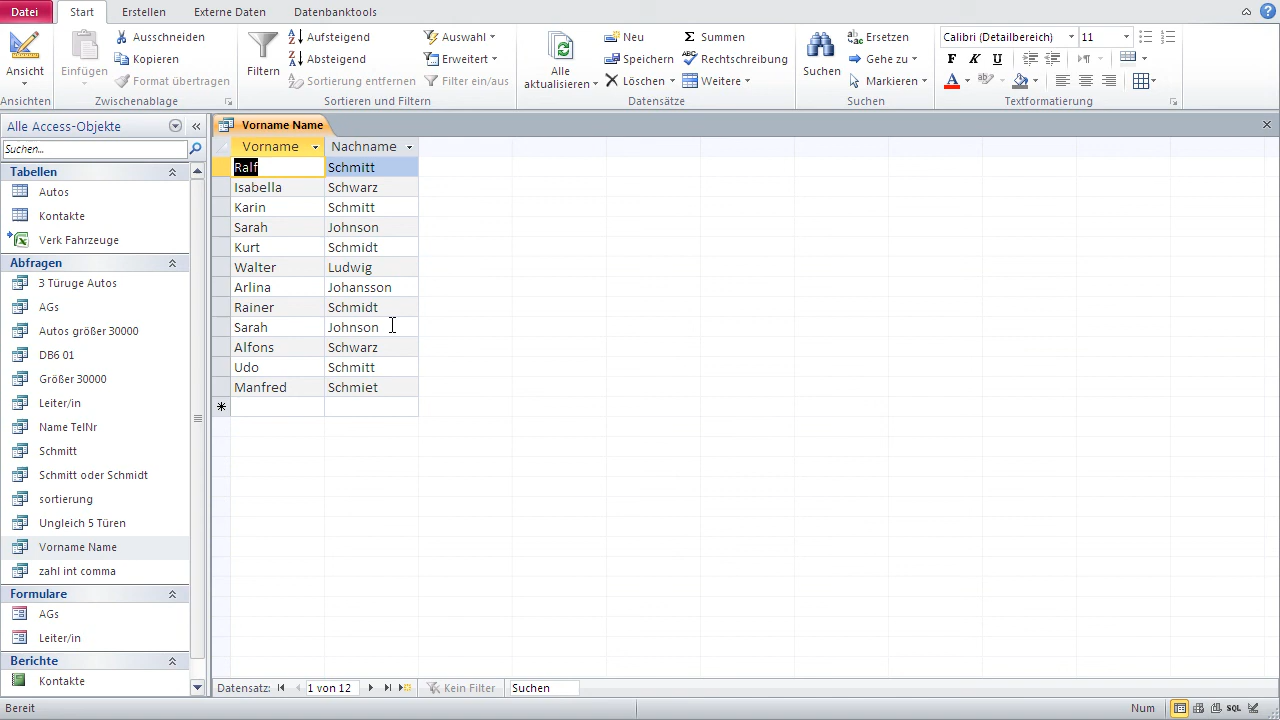 Datei Start Erstellen Externe Daten Datenbanktools
Ansicht
Ansichten
Einfügen
Ausschneiden
Kopieren
Format übertragen
Zwischenablage
Filtern
Aufsteigend
Absteigend
Sortierung entfernen
Auswahl
Erweitert
Filter ein/aus
Sortieren und Filtern
Alle
aktualisieren
Neu
Speichern
Löschen
Summen
Rechtschreibung
Weitere
Datensätze
Suchen
Ersetzen
Gehe zu
Markieren
Suchen
Calibri (Detailbereich) 11
F K U
A ab
Textformatierung
Alle Access-Objekte
Suchen...
Tabellen
Autos
Kontakte
Verk Fahrzeuge
Abfragen
3 Türuge Autos
AGs
Autos größer 30000
DB6 01
Größer 30000
Leiter/in
Name TelNr
Schmitt
Schmitt oder Schmidt
sortierung
Ungleich 5 Türen
Vorname Name
zahl int comma
Formulare
AGs
Leiter/in
Berichte
Kontakte
Vorname Name
Vorname Nachname
Ralf Schmitt
Isabella Schwarz
Karin Schmitt
Sarah Johnson
Kurt Schmidt
Walter Ludwig
Arlina Johansson
Rainer Schmidt
Sarah Johnson
Alfons Schwarz
Udo Schmitt
Manfred Schmiet
Datensatz: 1 von 12 Kein Filter Suchen
Bereit Num SQL